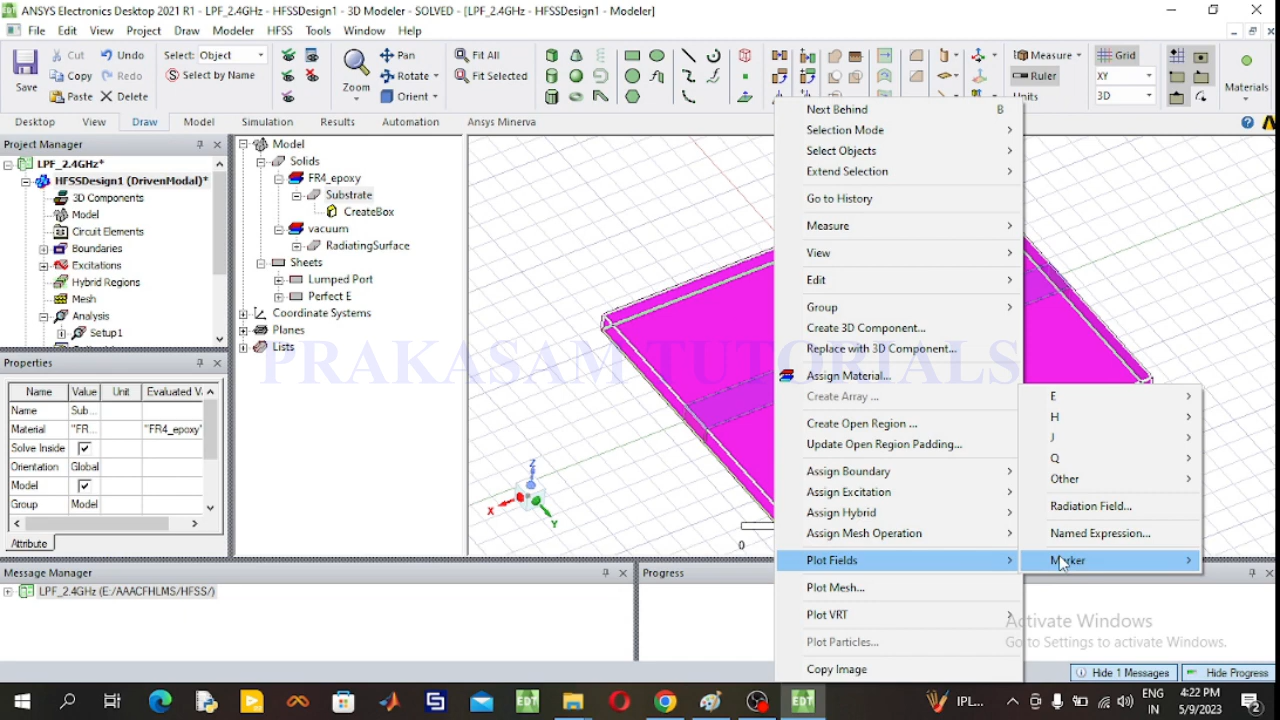 ANSYS Electronics Desktop 2021 R1 - LPF_2.4GHz - HFSSDesign1 - 3D Modeler - SOLVED - [LPF_2.4GHz - HFSSDesign1 - Modeler]
File Edit View Project Draw Modeler HFSS Tools Window Help
Save
Cut
Copy
Paste
Undo
Redo
Delete
Select: Object
Select by Name
Zoom
Pan
Rotate
Orient
Fit All
Fit Selected
Measure
Ruler
Units
Grid
XY
3D
Materials
Desktop View Draw Model Simulation Results Automation Ansys Minerva
Project Manager
LPF_2.4GHz*
HFSSDesign1 (DrivenModal)*
3D Components
Model
Circuit Elements
Boundaries
Excitations
Hybrid Regions
Mesh
Analysis
Setup1
Model
Solids
FR4_epoxy
Substrate
CreateBox
vacuum
RadiatingSurface
Sheets
Lumped Port
Perfect E
Coordinate Systems
Planes
Lists
PRAKASAM TUTORIALS
Properties
Name Value Unit Evaluated V
Name Sub...
Material "FR... "FR4_epoxy"
Solve Inside
Orientation Global
Model
Group Model
Attribute
Z
X
Y
0
Next Behind B
Selection Mode
Select Objects
Extend Selection
Go to History
Measure
View
Edit
Group
Create 3D Component...
Replace with 3D Component...
Assign Material...
Create Array ...
Create Open Region ...
Update Open Region Padding...
Assign Boundary
Assign Excitation
Assign Hybrid
Assign Mesh Operation
Plot Fields
Plot Mesh...
Plot VRT
Plot Particles...
Copy Image
E
H
J
Q
Other
Radiation Field...
Named Expression...
Marker
Message Manager
LPF_2.4GHz (E:/AAACFHLMS/HFSS/)
Progress
Activate Windows
Go to Settings to activate Windows.
Hide 1 Messages Hide Progress
EDT
EDT
IPL...
ENG
IN
4:22 PM
5/9/2023
2